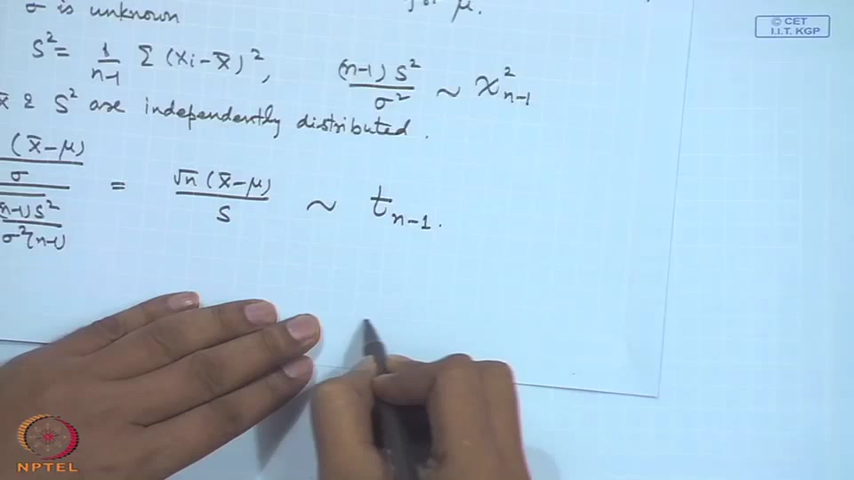 σ is unknown for μ.
S² = 1/(n-1) Σ (xi - x̄)², (n-1) S²/σ² ~ χ²ₙ₋₁
x̄ & S² are independently distributed.
(x̄-μ)/σ / (n-1)S²/σ²(n-1) = √n (x̄-μ)/S ~ tₙ₋₁.
© CET
I.I.T. KGP
NPTEL